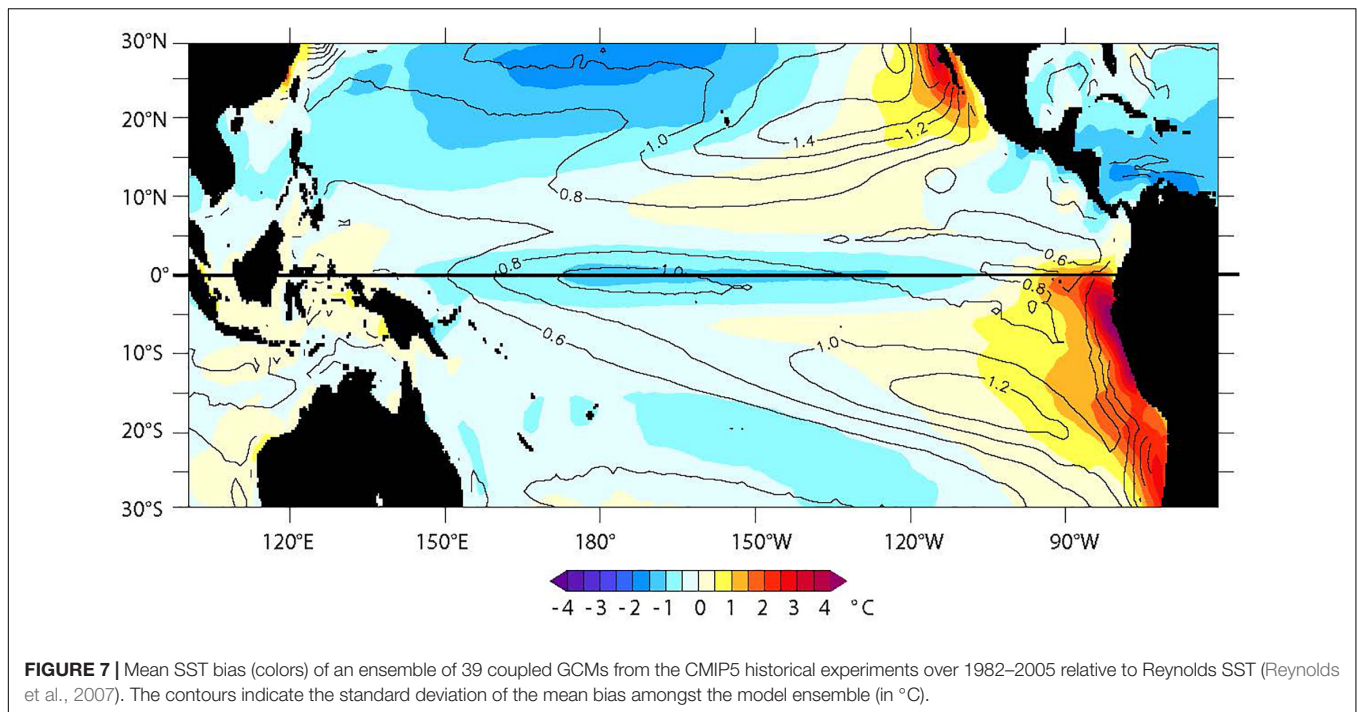 30°N
20°N
10°N
0°
10°S
20°S
30°S
1.4
1.2
1.0
0.8
0.8
1.0
0.6
0.8
0.6
1.0
1.2
120°E 150°E 180° 150°W 120°W 90°W
-4 -3 -2 -1 0 1 2 3 4 °C
FIGURE 7 | Mean SST bias (colors) of an ensemble of 39 coupled GCMs from the CMIP5 historical experiments over 1982–2005 relative to Reynolds SST (Reynolds
et al., 2007). The contours indicate the standard deviation of the mean bias amongst the model ensemble (in °C).